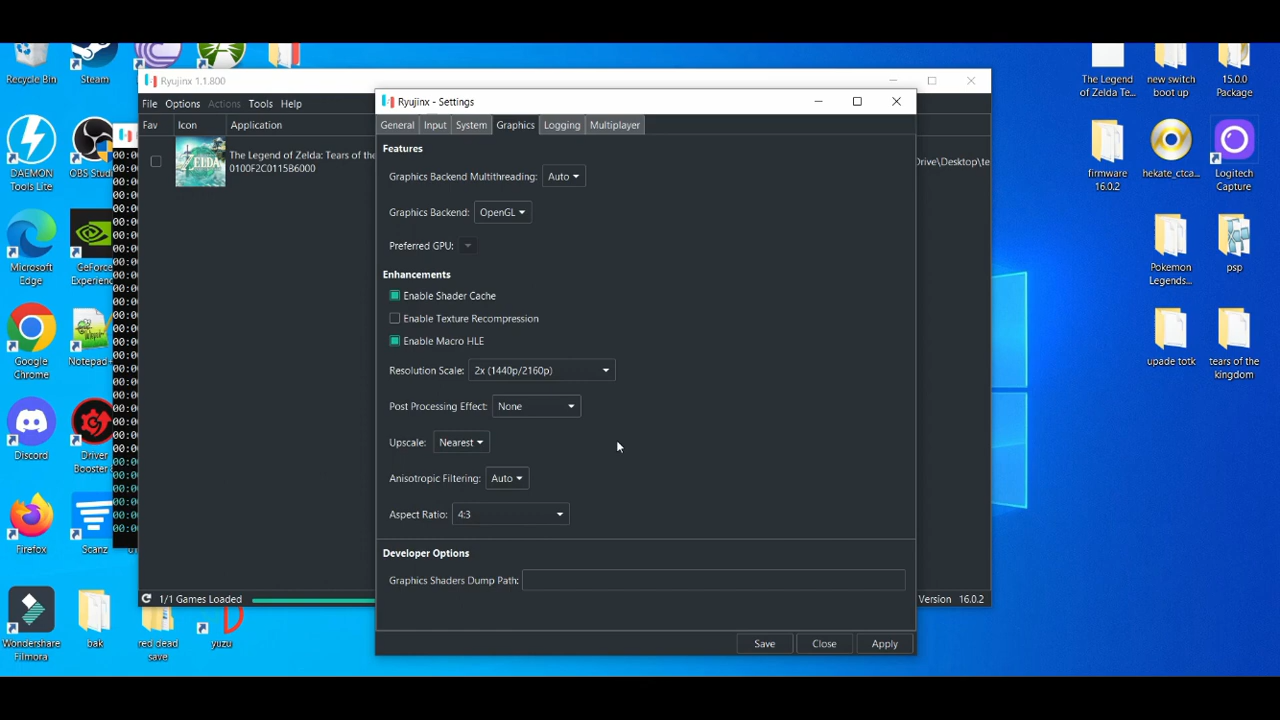 Recycle Bin
Steam
DAEMON
Tools Lite
OBS Studi
Microsoft
Edge
GeForce
Experienc
Google
Chrome
Notepad
Discord
Driver
Booster
Firefox
Scanz
Wondershare
Filmora
bak
red dead
save
yuzu
Ryujinx 1.1.800
File Options Actions Tools Help
Fav Icon Application
ZELDA
The Legend of Zelda: Tears of the
0100F2C0115B6000
Drive\Desktop\te
1/1 Games Loaded
Version 16.0.2
Ryujinx - Settings
General Input System Graphics Logging Multiplayer
Features
Graphics Backend Multithreading: Auto
Graphics Backend: OpenGL
Preferred GPU:
Enhancements
Enable Shader Cache
Enable Texture Recompression
Enable Macro HLE
Resolution Scale: 2x (1440p/2160p)
Post Processing Effect: None
Upscale: Nearest
Anisotropic Filtering: Auto
Aspect Ratio: 4:3
Developer Options
Graphics Shaders Dump Path:
Save Close Apply
The Legend
of Zelda Te...
new switch
boot up
15.0.0
Package
firmware
16.0.2
hekate_ctca...
Logitech
Capture
Pokemon
Legends...
psp
upade totk
tears of the
kingdom